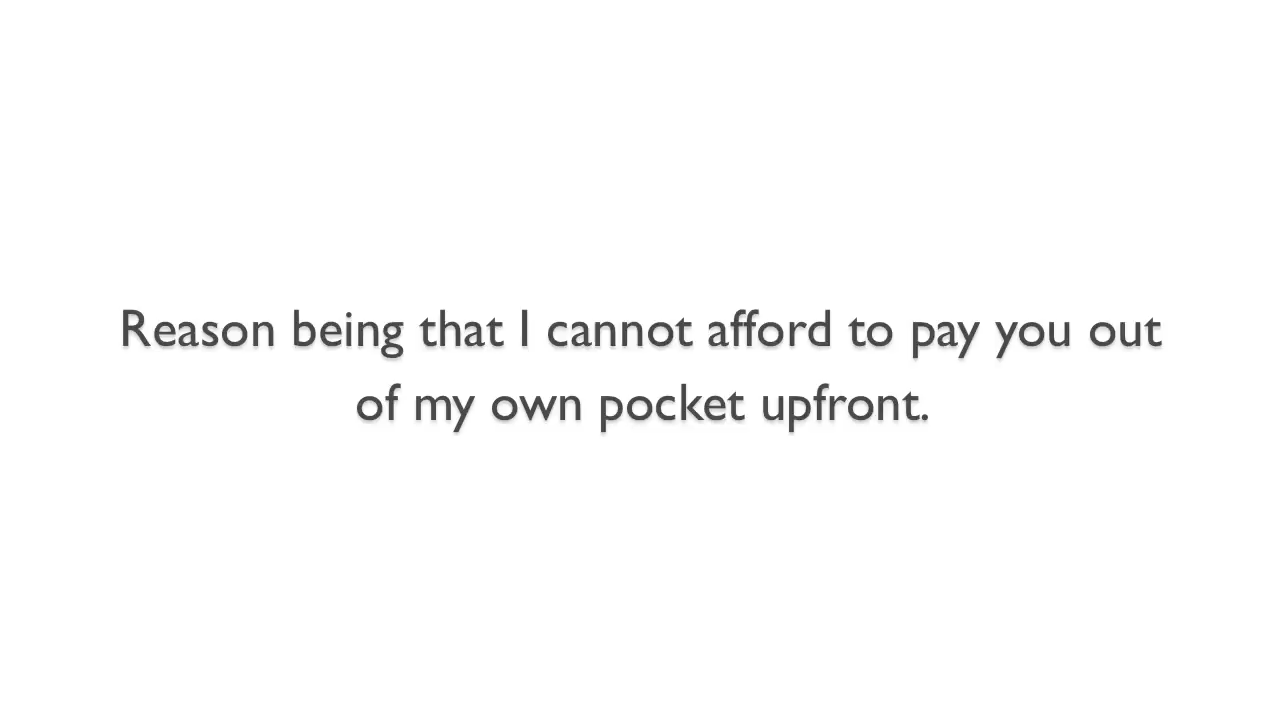 Reason being that I cannot afford to pay you out
of my own pocket upfront.